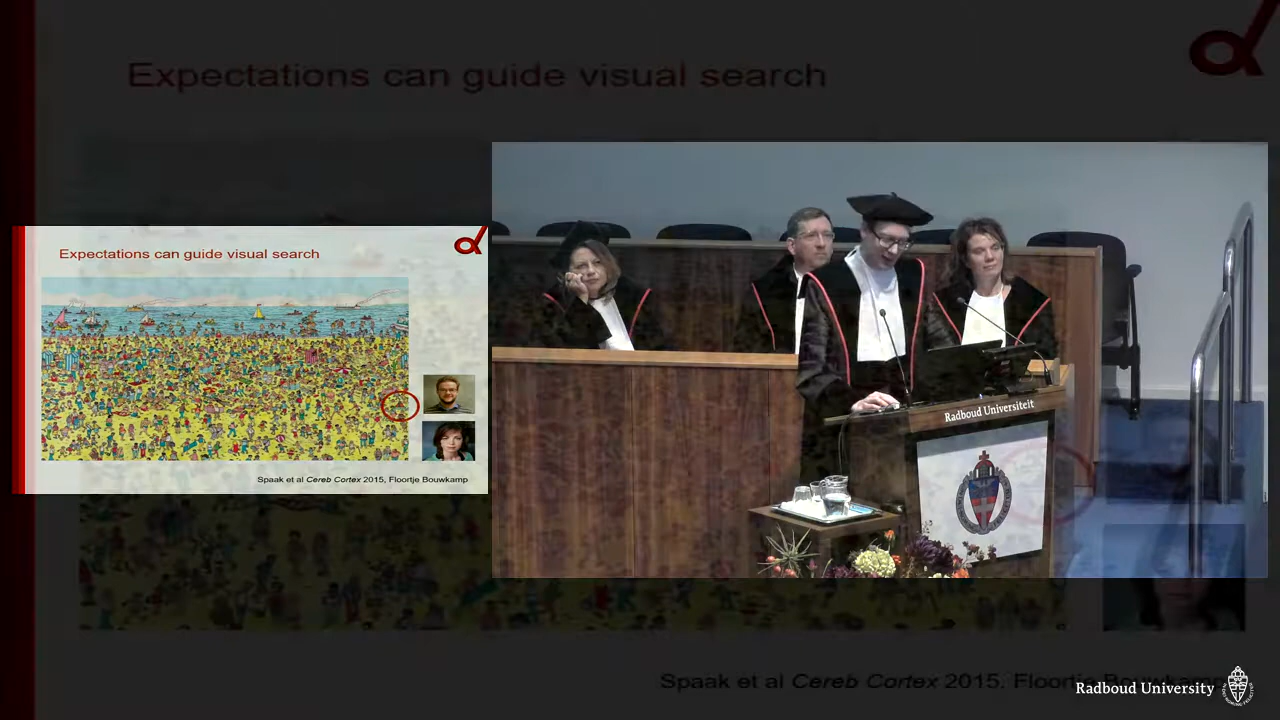 Expectations can guide visual search
Expectations can guide visual search
Spaak et al Cereb Cortex 2015, Floortje Bouwkamp
Radboud Universiteit
Spaak et al Cereb Cortex 2015. Floortje Bouwkamp
Radboud University